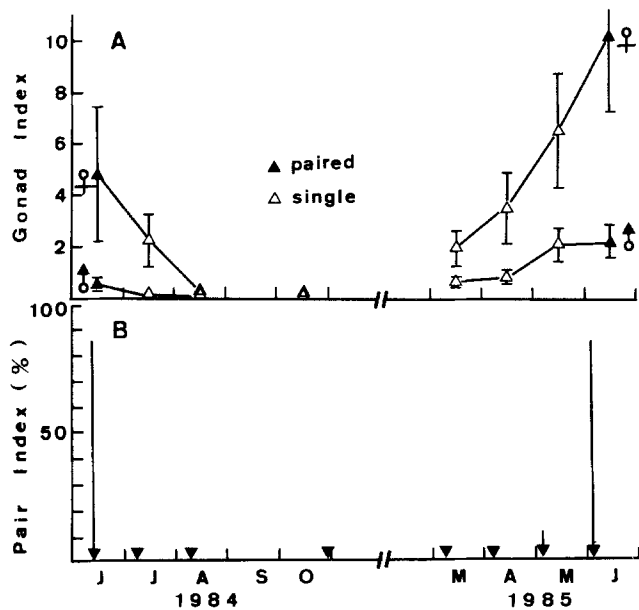 A
Gonad Index
10
8
6
4
2
♀
♂
▲ paired
△ single
♀
♂
B
Pair Index (%)
100
50
J J A S O M A M J
1984 1985